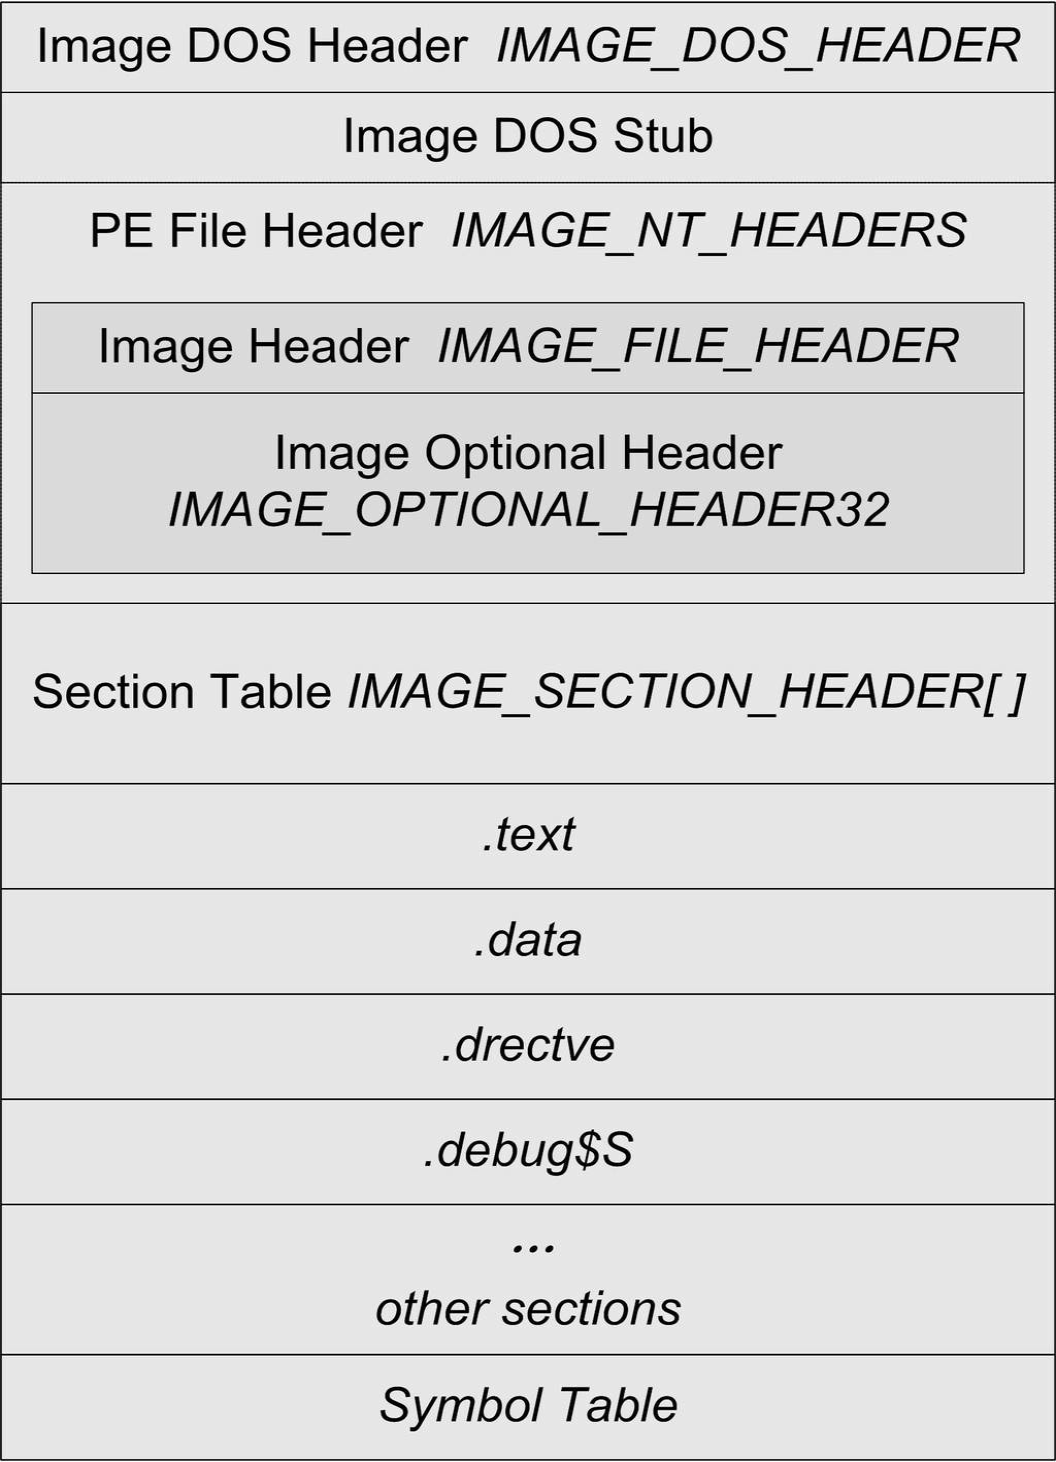 Image DOS Header IMAGE_DOS_HEADER
Image DOS Stub
PE File Header IMAGE_NT_HEADERS
Image Header IMAGE_FILE_HEADER
Image Optional Header
IMAGE_OPTIONAL_HEADER32
Section Table IMAGE_SECTION_HEADER[ ]
.text
.data
.drectve
.debug$S
...
other sections
Symbol Table